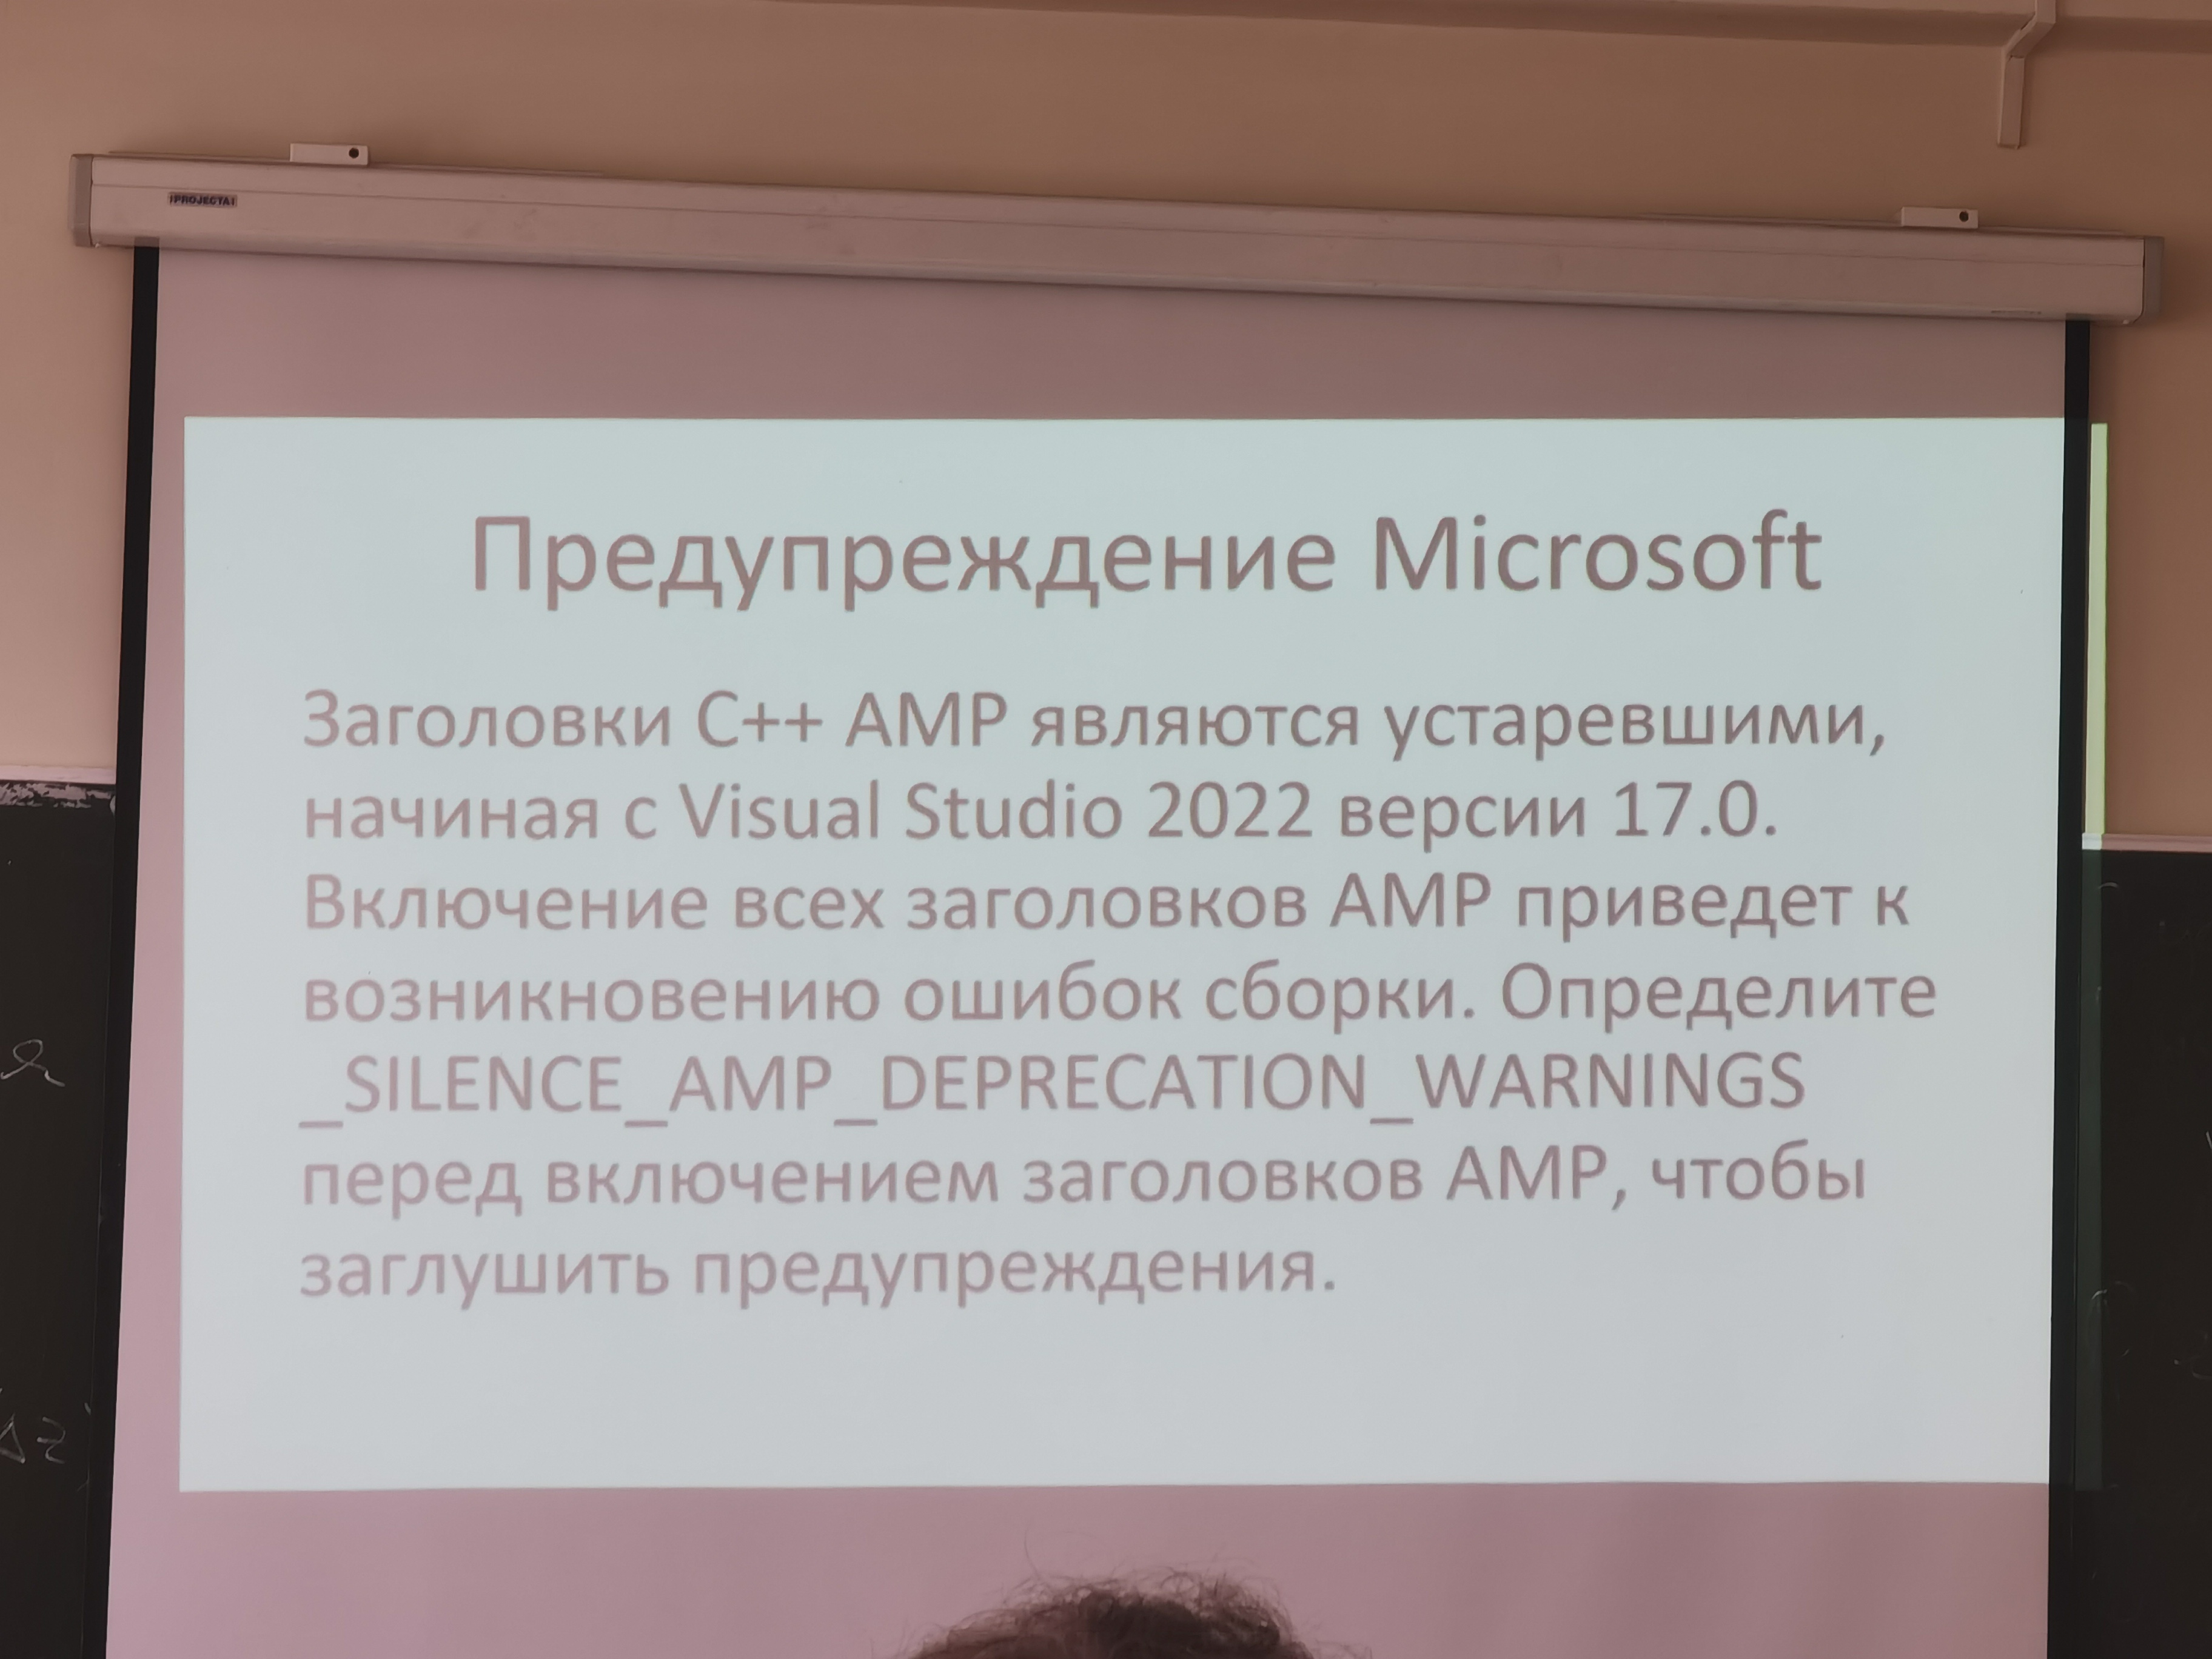 PROJECTA
Предупреждение Microsoft
Заголовки C++ AMP являются устаревшими,
начиная с Visual Studio 2022 версии 17.0.
Включение всех заголовков AMP приведет к
возникновению ошибок сборки. Определите
_SILENCE_AMP_DEPRECATION_WARNINGS
перед включением заголовков AMP, чтобы
заглушить предупреждения.